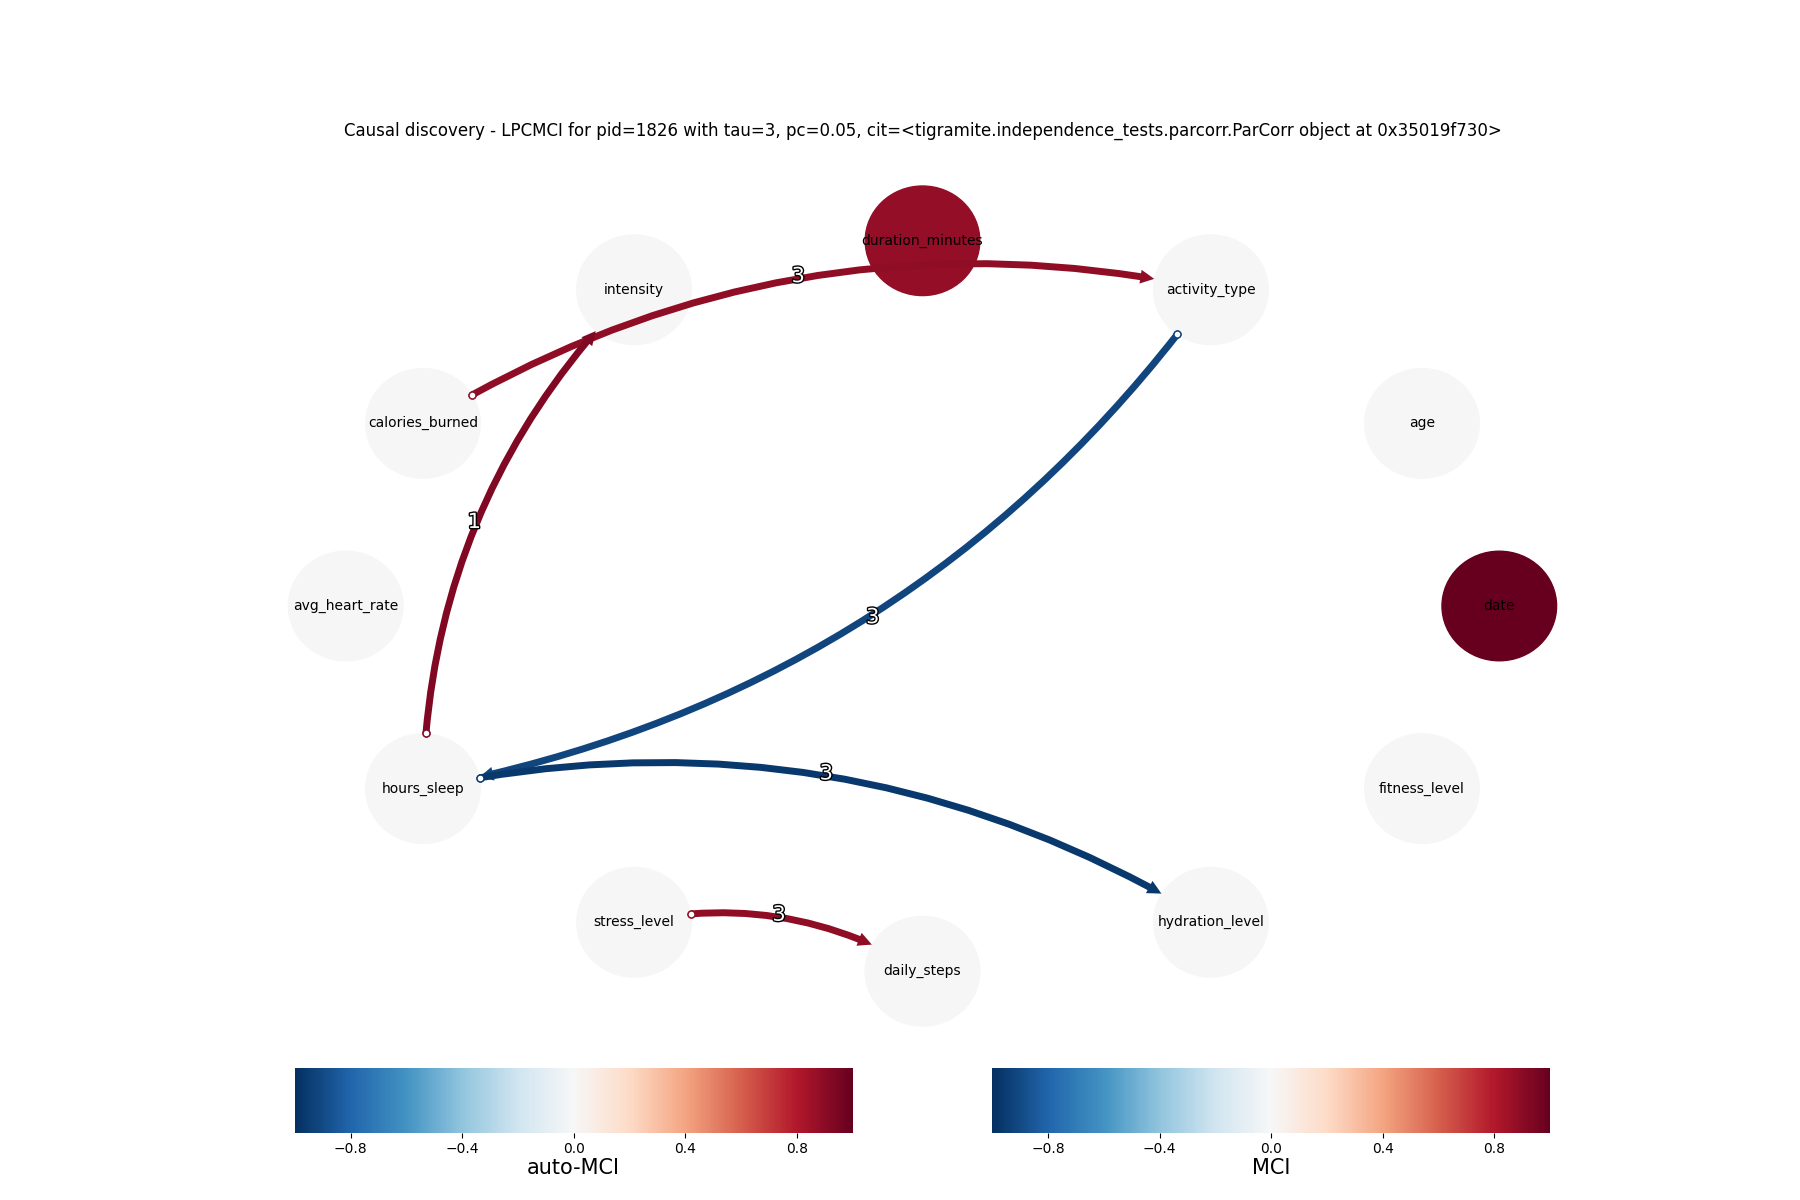 Causal discovery - LPCMCI for pid=1826 with tau=3, pc=0.05, cit=<tigramite.independence_tests.parcorr.ParCorr object at 0x35019f730>
duration_minutes
intensity
activity_type
3
calories_burned
age
1
avg_heart_rate
date
3
hours_sleep
fitness_level
3
stress_level
3
hydration_level
daily_steps
−0.8 −0.4 0.0 0.4 0.8
auto-MCI
−0.8 −0.4 0.0 0.4 0.8
MCI